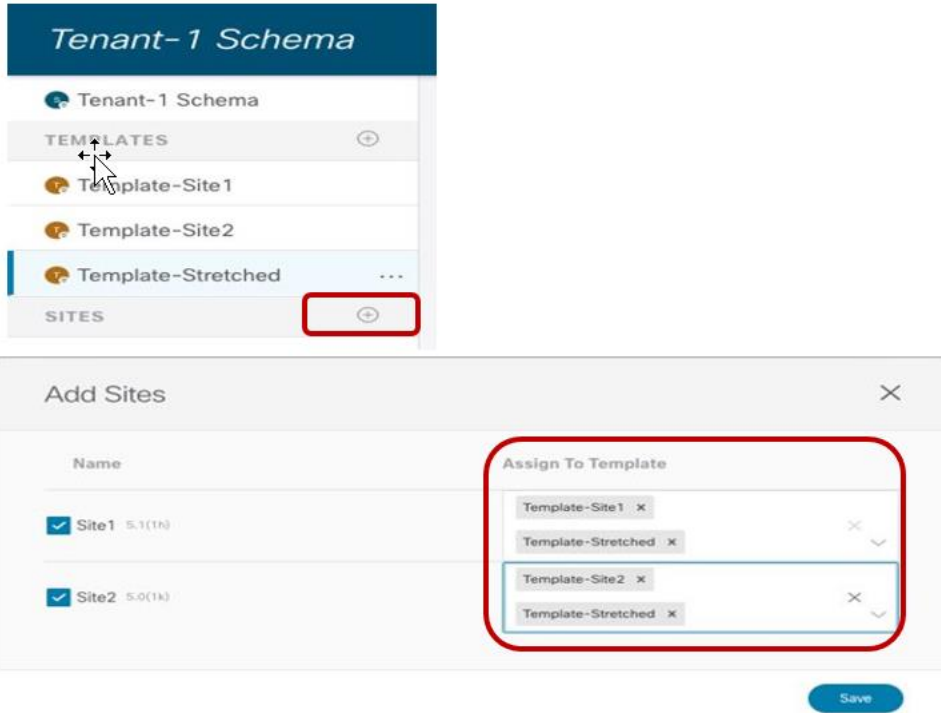 Tenant-1 Schema
Tenant-1 Schema
TEMPLATES
Template-Site1
Template-Site2
Template-Stretched ...
SITES
Add Sites
Name Assign To Template
Site1 5.1(1h)
Template-Site1 ×
Template-Stretched ×
Site2 5.0(1k)
Template-Site2 ×
Template-Stretched ×
Save